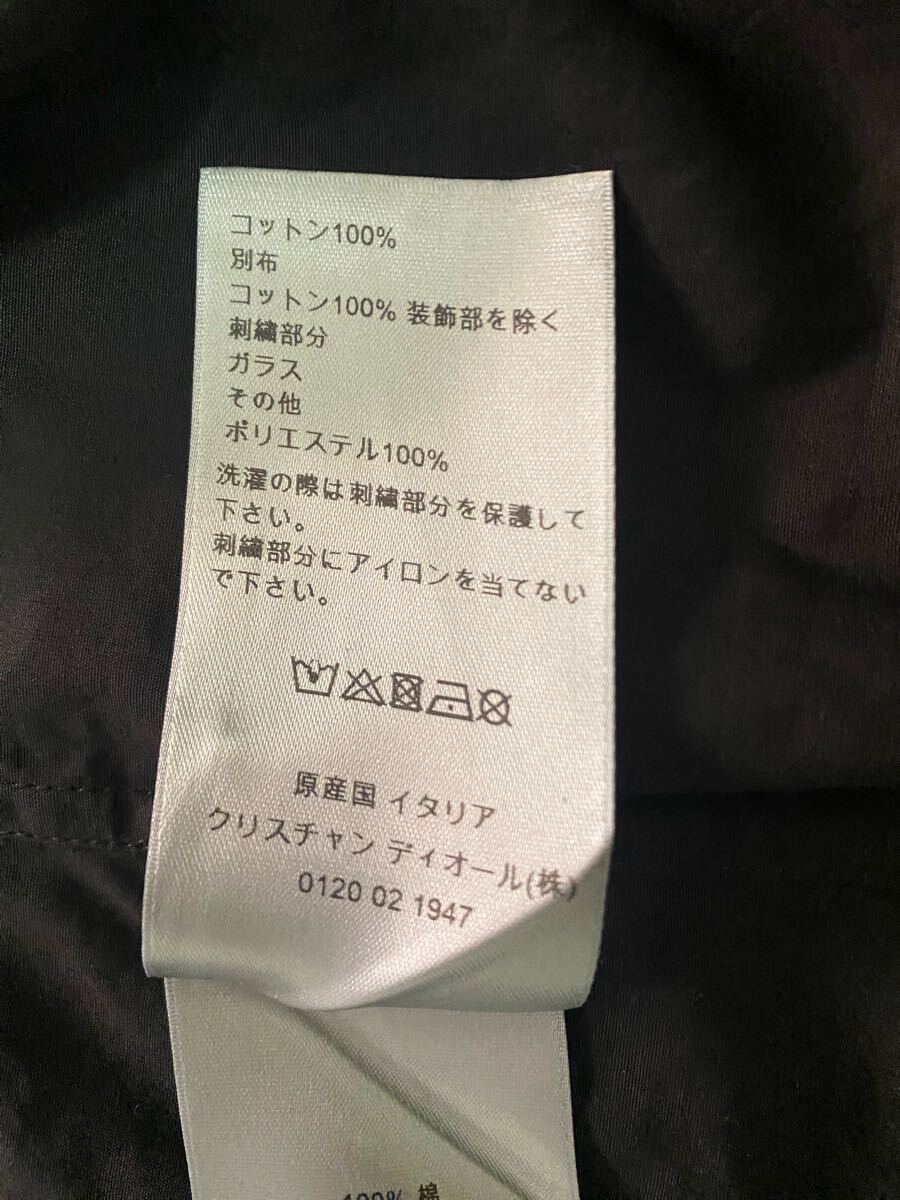 コットン100%
別布
コットン100% 装飾部を除く
刺繍部分
ガラス
その他
ポリエステル100%
洗濯の際は刺繍部分を保護して
下さい。
刺繍部分にアイロンを当てない
で下さい。
原産国 イタリア
クリスチャン ディオール(株)
0120 02 1947
100% 棉